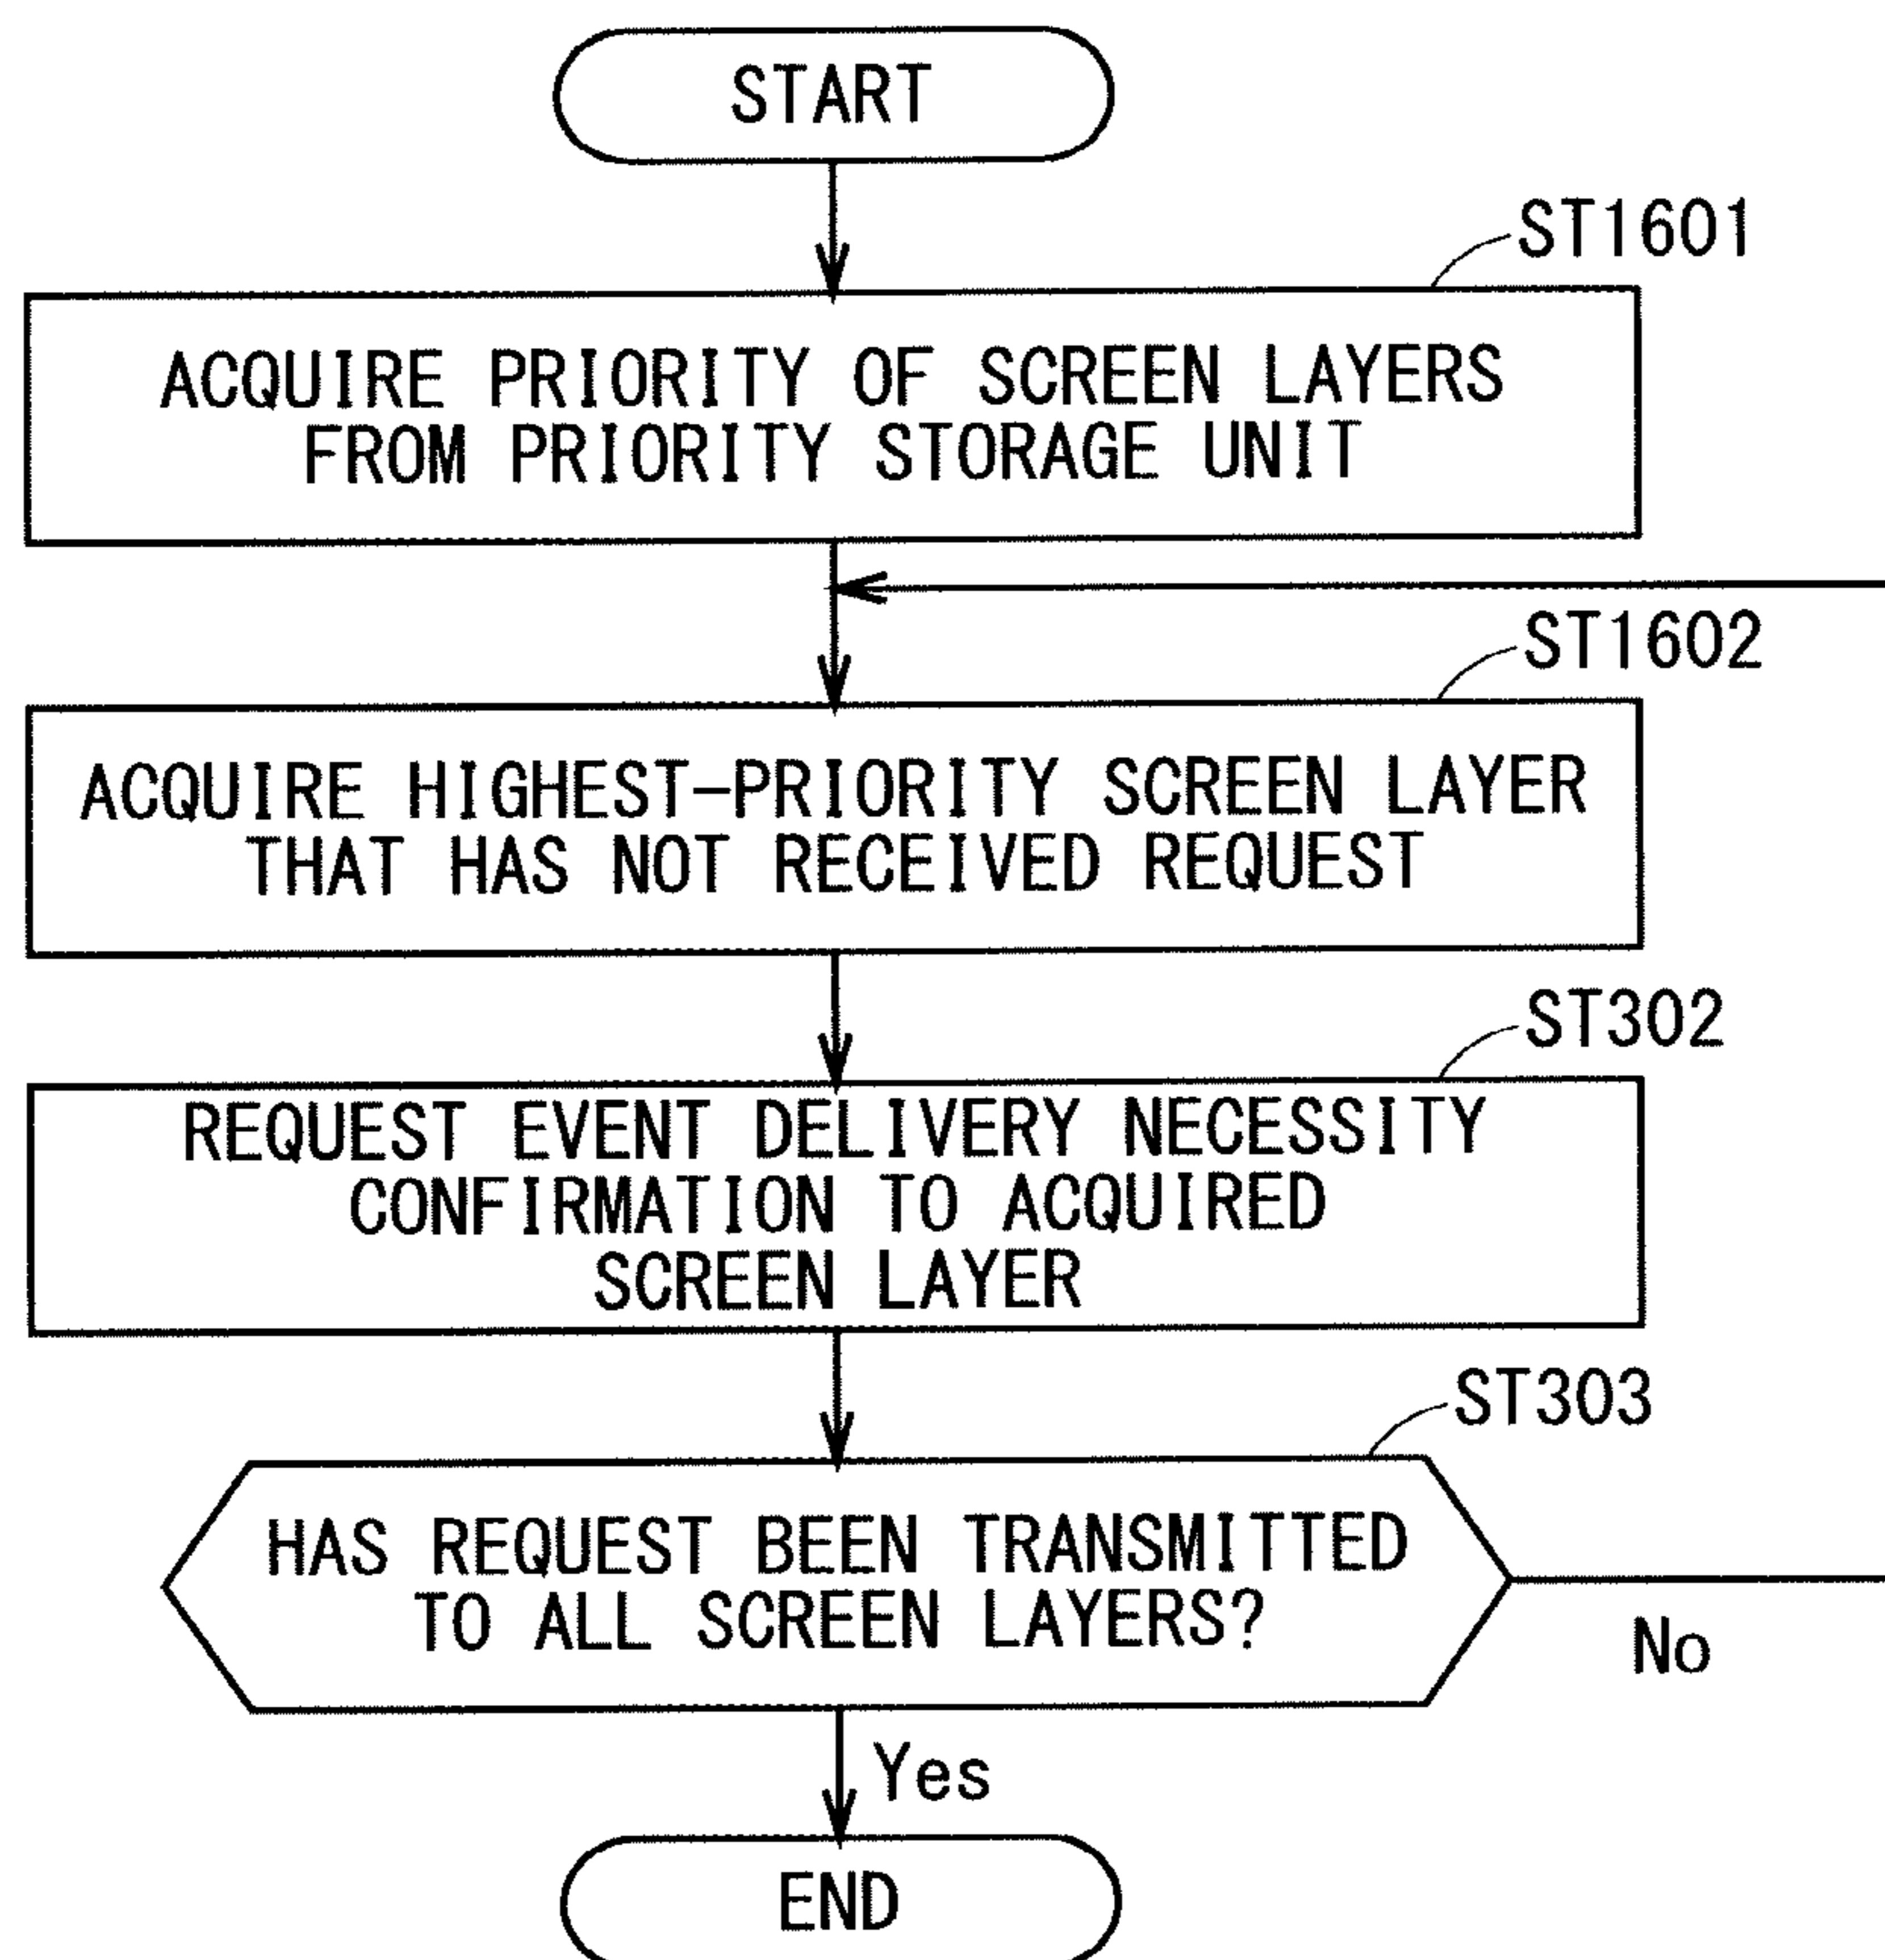 START
ST1601
ACQUIRE PRIORITY OF SCREEN LAYERS
FROM PRIORITY STORAGE UNIT
ST1602
ACQUIRE HIGHEST-PRIORITY SCREEN LAYER
THAT HAS NOT RECEIVED REQUEST
ST302
REQUEST EVENT DELIVERY NECESSITY
CONFIRMATION TO ACQUIRED
SCREEN LAYER
ST303
HAS REQUEST BEEN TRANSMITTED
TO ALL SCREEN LAYERS?
No
Yes
END